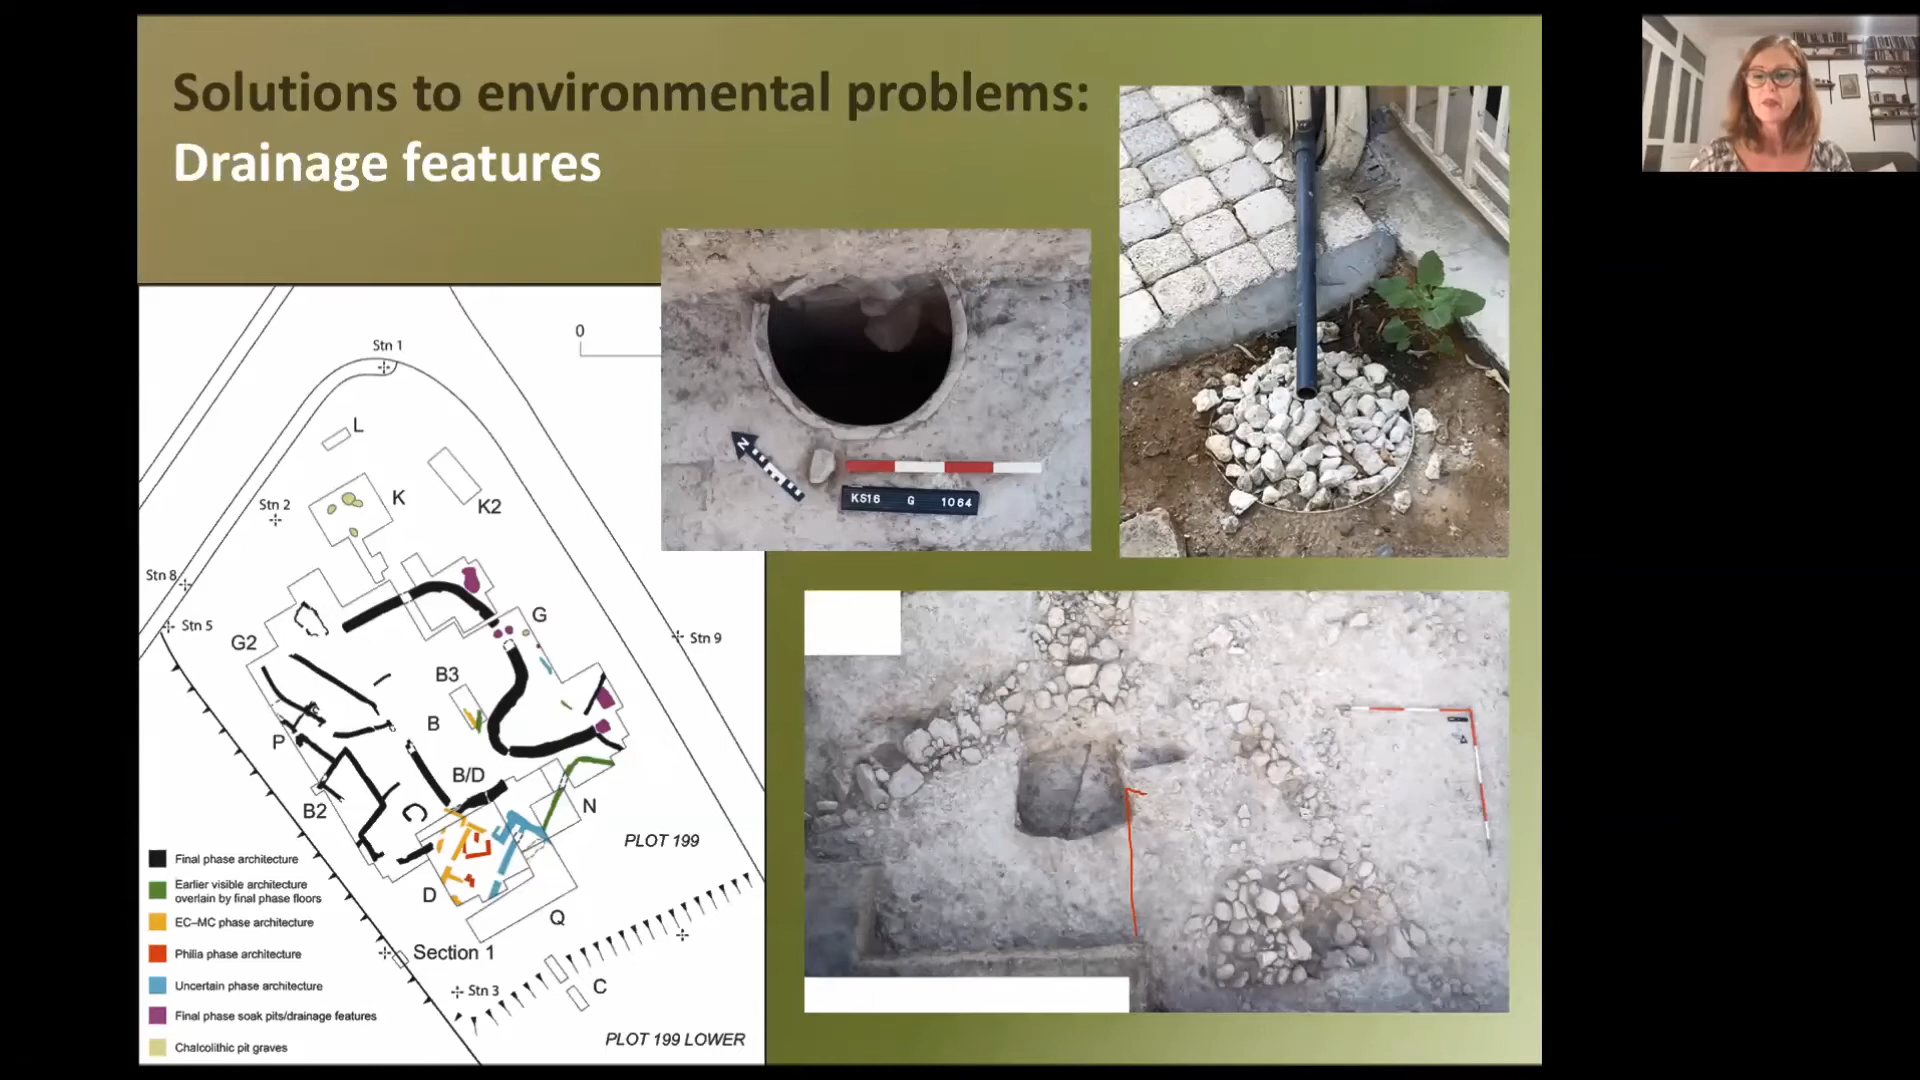 Solutions to environmental problems:
Drainage features
0
Stn 1
L
K
K2
Stn 2
Stn 8
Stn 5
G
G2
Stn 9
B3
B
P
B/D
B2
C
N
PLOT 199
D
Q
Section 1
Stn 3
C
PLOT 199 LOWER
Final phase architecture
Earlier visible architecture
overlain by final phase floors
EC–MC phase architecture
Philia phase architecture
Uncertain phase architecture
Final phase soak pits/drainage features
Chalcolithic pit graves
N
KS16 G 1064